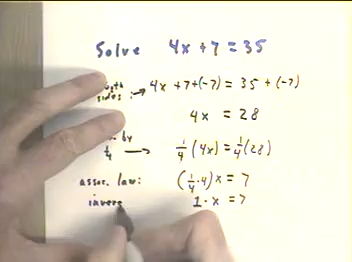 Solve 4x + 7 = 35
sides: → 4x + 7 + (-7) = 35 + (-7)
4x = 28
by 1/4 → 1/4 (4x) = 1/4 (28)
assoc. law: (1/4 · 4) x = 7
1 · x = 7